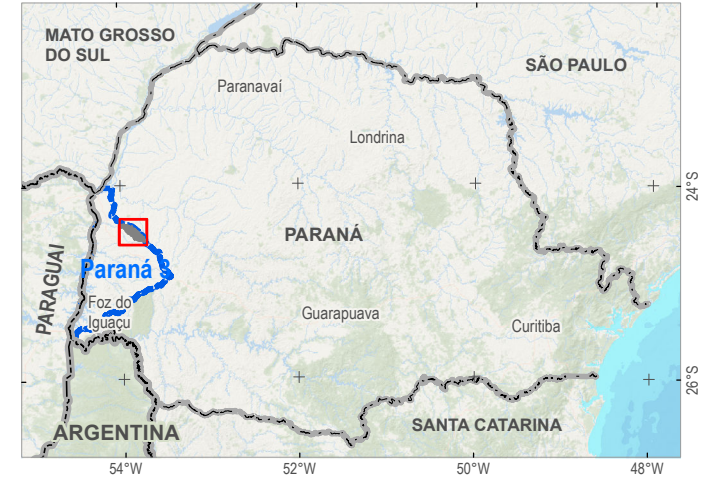 MATO GROSSO
DO SUL
SÃO PAULO
Paranavaí
Londrina
24°S
PARANÁ
PARAGUAI
Paraná 3
Foz do
Iguaçu
Guarapuava
Curitiba
26°S
ARGENTINA
SANTA CATARINA
54°W
52°W
50°W
48°W